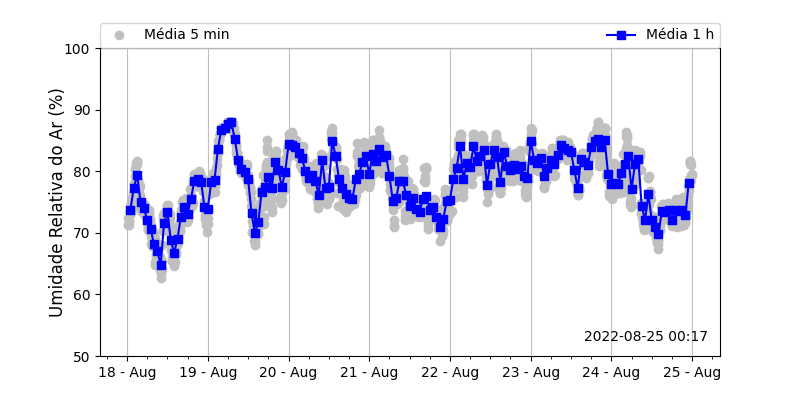 Média 5 min
Média 1 h
Umidade Relativa do Ar (%)
100
90
80
70
60
50
2022-08-25 00:17
18 - Aug
19 - Aug
20 - Aug
21 - Aug
22 - Aug
23 - Aug
24 - Aug
25 - Aug